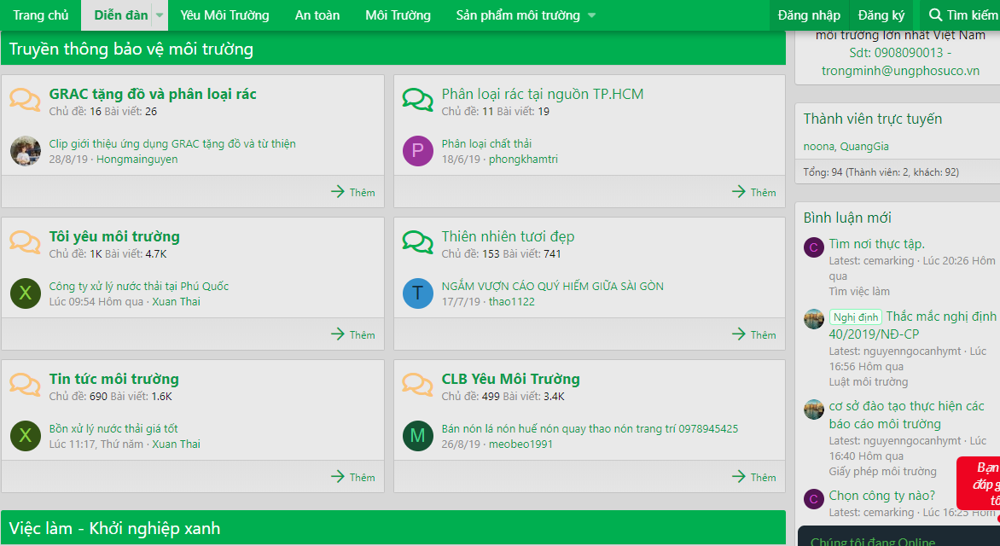 Trang chủ Diễn đàn Yêu Môi Trường An toàn Môi Trường Sản phẩm môi trường Đăng nhập Đăng ký Tìm kiếm
Truyền thông bảo vệ môi trường
GRAC tặng đồ và phân loại rác
Chủ đề: 16 Bài viết: 26
Clip giới thiệu ứng dụng GRAC tặng đồ và từ thiện
28/8/19 · Hongmainguyen
Thêm
Phân loại rác tại nguồn TP.HCM
Chủ đề: 11 Bài viết: 19
P
Phân loại chất thải
18/6/19 · phongkhamtri
Thêm
Tôi yêu môi trường
Chủ đề: 1K Bài viết: 4.7K
X
Công ty xử lý nước thải tại Phú Quốc
Lúc 09:54 Hôm qua · Xuan Thai
Thêm
Thiên nhiên tươi đẹp
Chủ đề: 153 Bài viết: 741
T
NGẮM VƯỢN CÁO QUÝ HIẾM GIỮA SÀI GÒN
17/7/19 · thao1122
Thêm
Tin tức môi trường
Chủ đề: 690 Bài viết: 1.6K
X
Bồn xử lý nước thải giá tốt
Lúc 11:17, Thứ năm · Xuan Thai
Thêm
CLB Yêu Môi Trường
Chủ đề: 499 Bài viết: 3.4K
M
Bán nón lá nón huế nón quay thao nón trang trí 0978945425
26/8/19 · meobeo1991
Thêm
Việc làm - Khởi nghiệp xanh
môi trường lớn nhất Việt Nam
Sdt: 0908090013 -
trongminh@ungphosuco.vn
Thành viên trực tuyến
noona, QuangGia
Tổng: 94 (Thành viên: 2, khách: 92)
Bình luận mới
C
Tìm nơi thực tập.
Latest: cemarking · Lúc 20:26 Hôm
qua
Tìm việc làm
Nghị định Thắc mắc nghị định
40/2019/NĐ-CP
Latest: nguyenngocanhymt · Lúc
16:56 Hôm qua
Luật môi trường
cơ sở đào tạo thực hiện các
báo cáo môi trường
Latest: nguyenngocanhymt · Lúc
16:40 Hôm qua
Giấy phép môi trường
C
Chọn công ty nào?
Latest: cemarking · Lúc 16:25 Hôm
Bạn
đáp g
tô
Chúng tôi đang Online